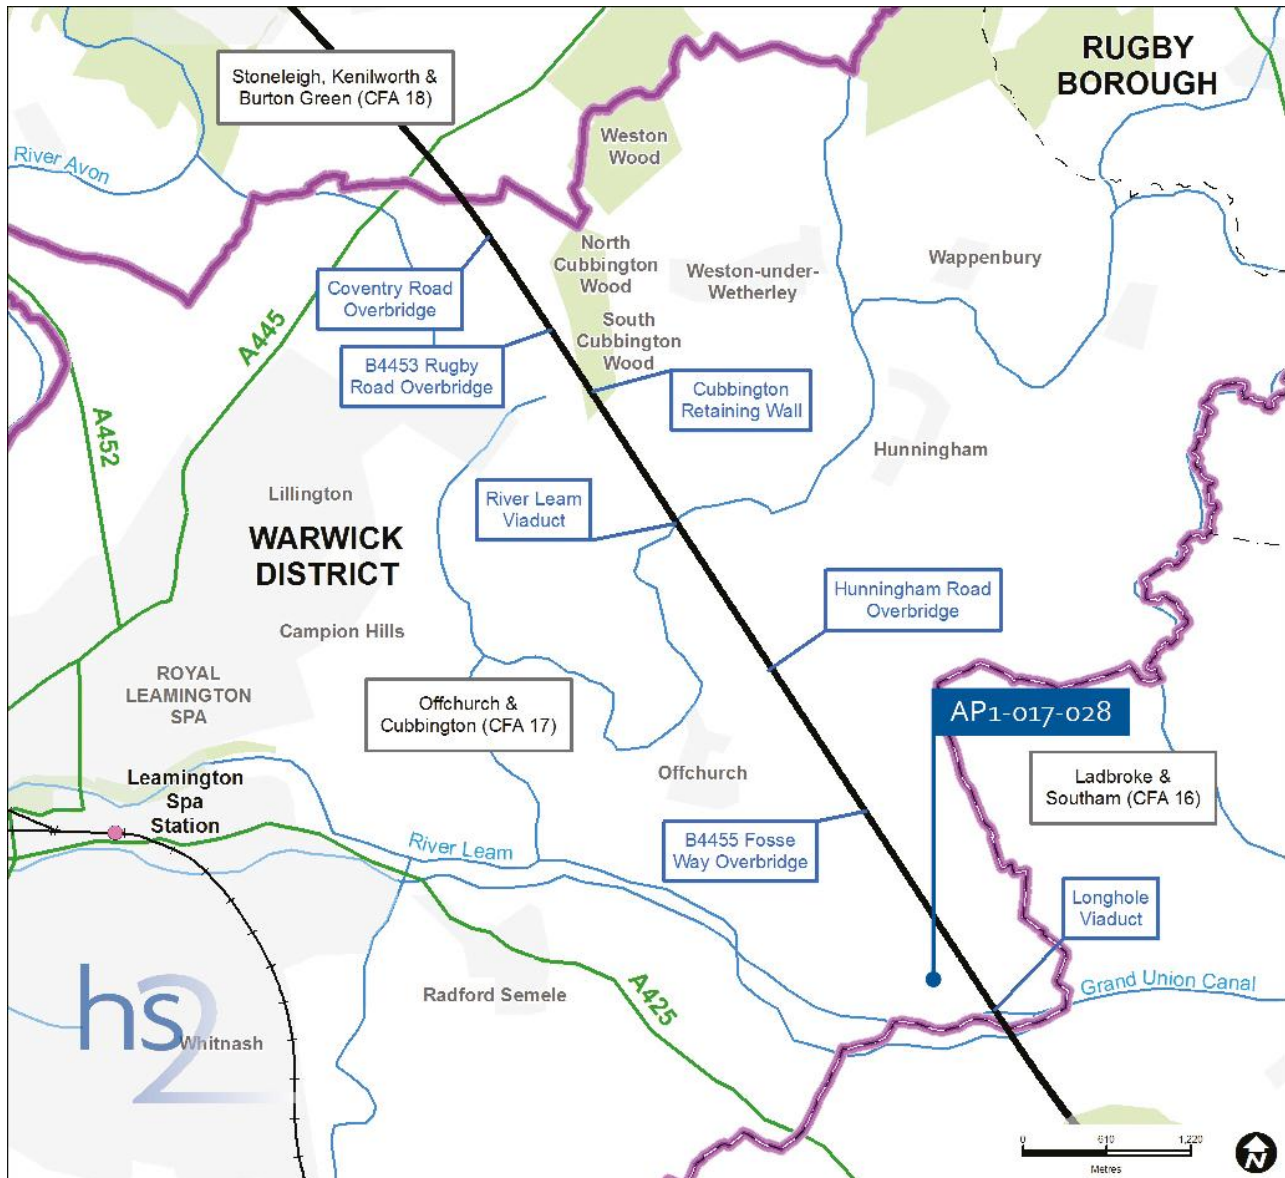 RUGBY
BOROUGH
Stoneleigh, Kenilworth &
Burton Green (CFA 18)
Weston
Wood
River Avon
North
Cubbington
Wood
Wappenbury
Weston-under-
Wetherley
Coventry Road
Overbridge
South
Cubbington
Wood
A445
B4453 Rugby
Road Overbridge
Cubbington
Retaining Wall
A452
Hunningham
Lillington
River Leam
Viaduct
WARWICK
DISTRICT
Hunningham Road
Overbridge
Campion Hills
ROYAL
LEAMINGTON
SPA
Offchurch &
Cubbington (CFA 17)
AP1-017-028
Offchurch
Ladbroke &
Southam (CFA 16)
Leamington
Spa
Station
River Leam
B4455 Fosse
Way Overbridge
Longhole
Viaduct
Grand Union Canal
Radford Semele
A425
hs2
Whitnash
0 610 1,220
Metres
N